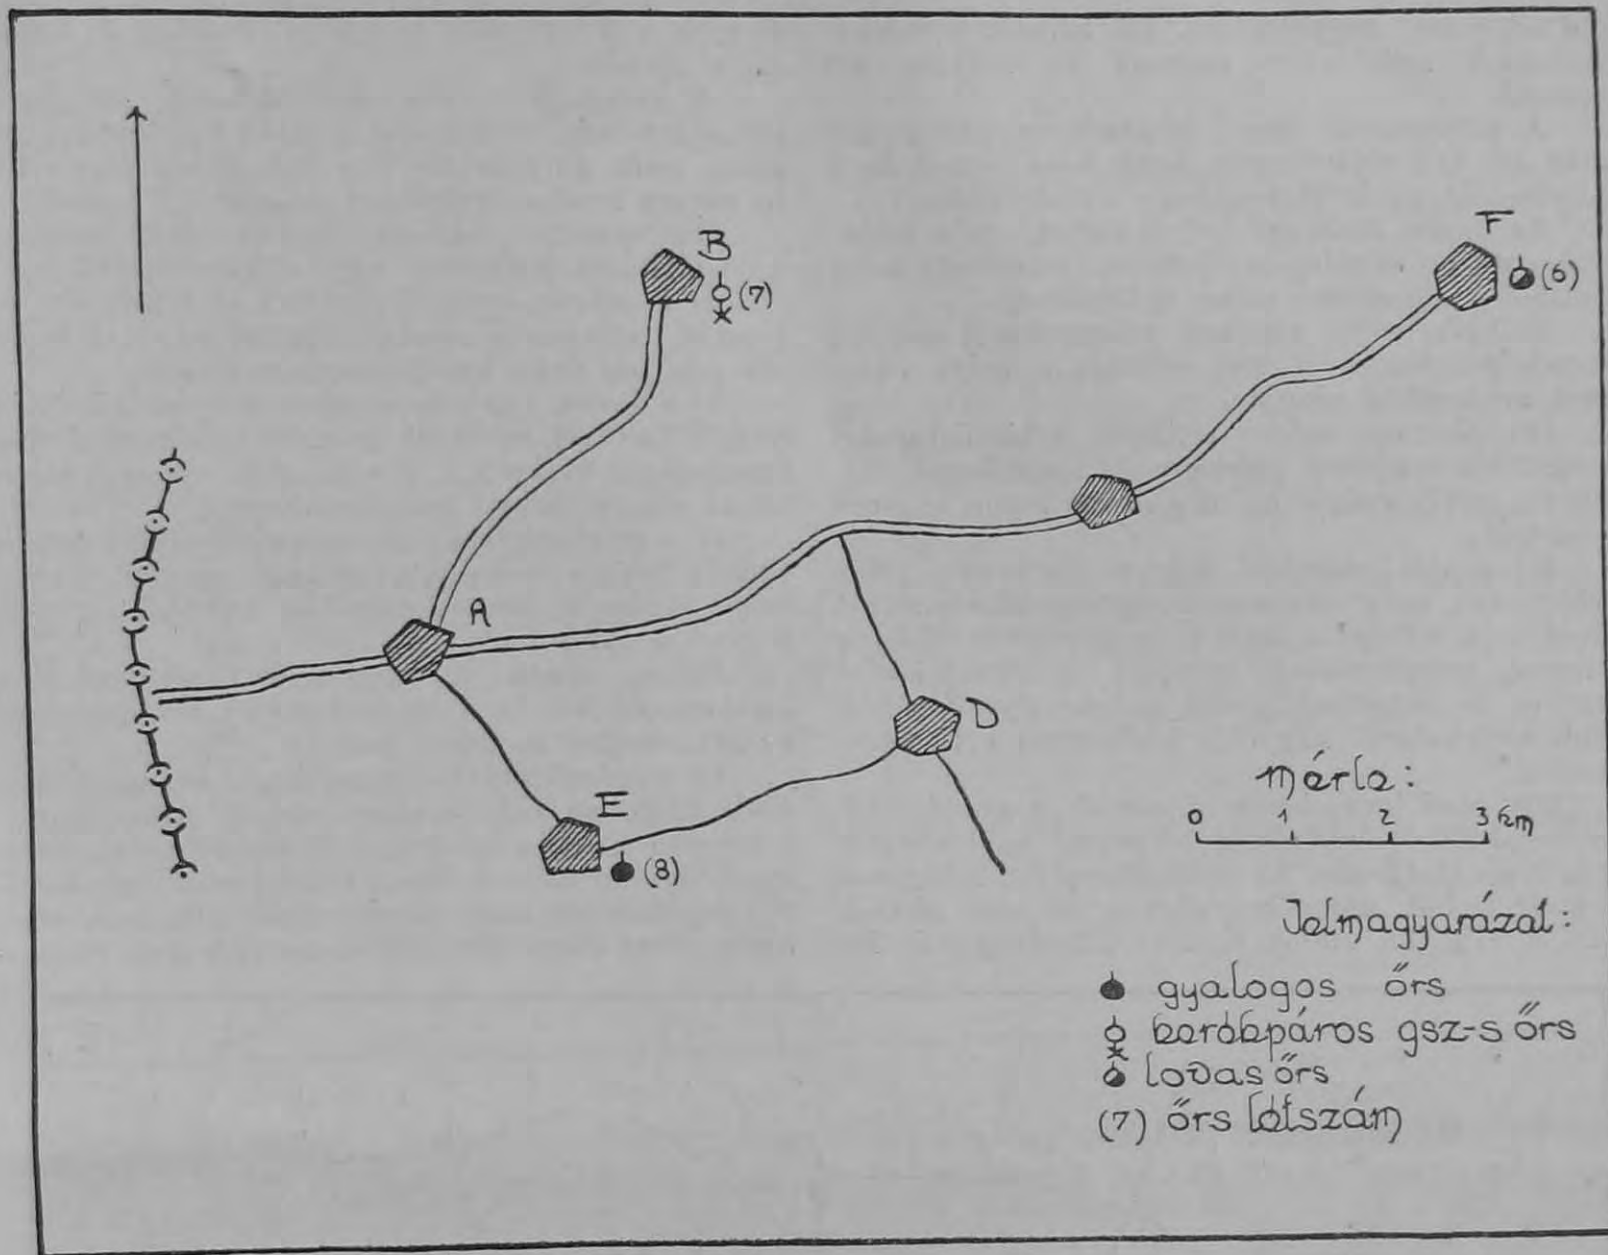 B
(7)
F
(6)
A
D
E
(8)
mérle:
0 1 2 3 km
Jelmagyarázat:
gyalogos őrs
kerékpáros gsz-s őrs
lovas őrs
(7) őrs létszám